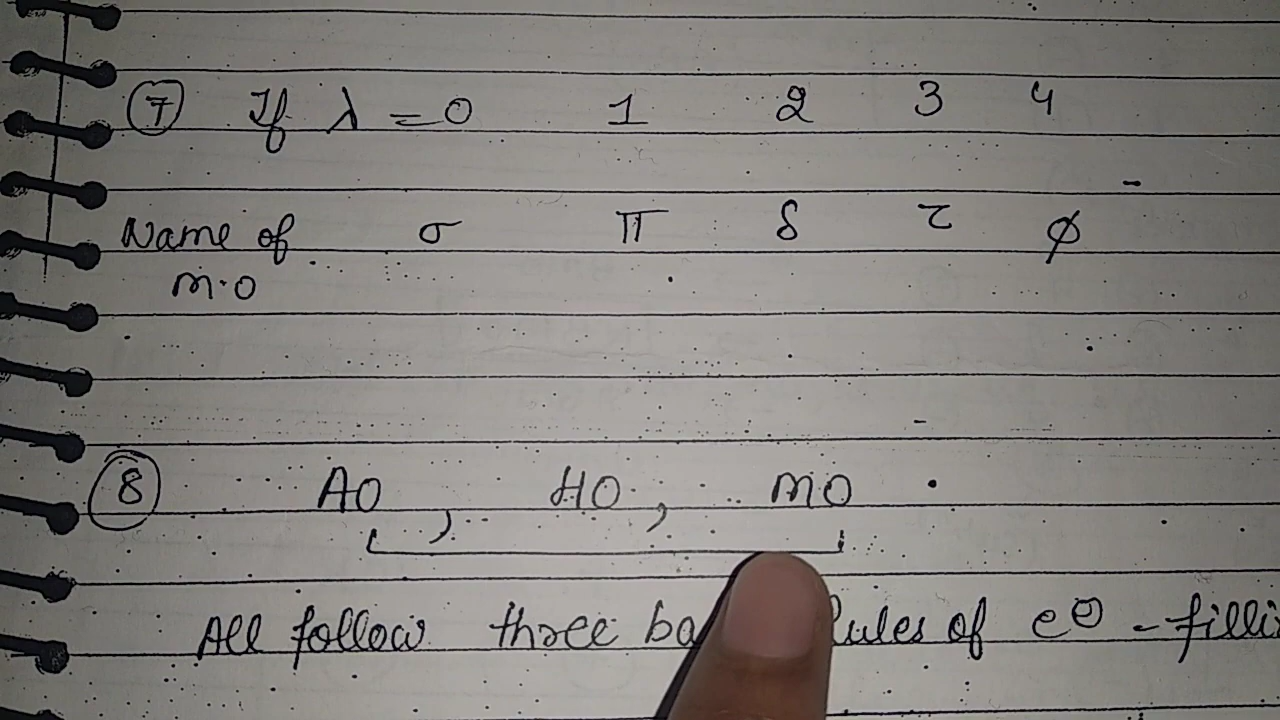 ⑦ If λ = 0 1 2 3 4
Name of σ π δ τ φ
M.O
⑧ AO, HO, MO.
All follow three ba ules of e⊖ - filli